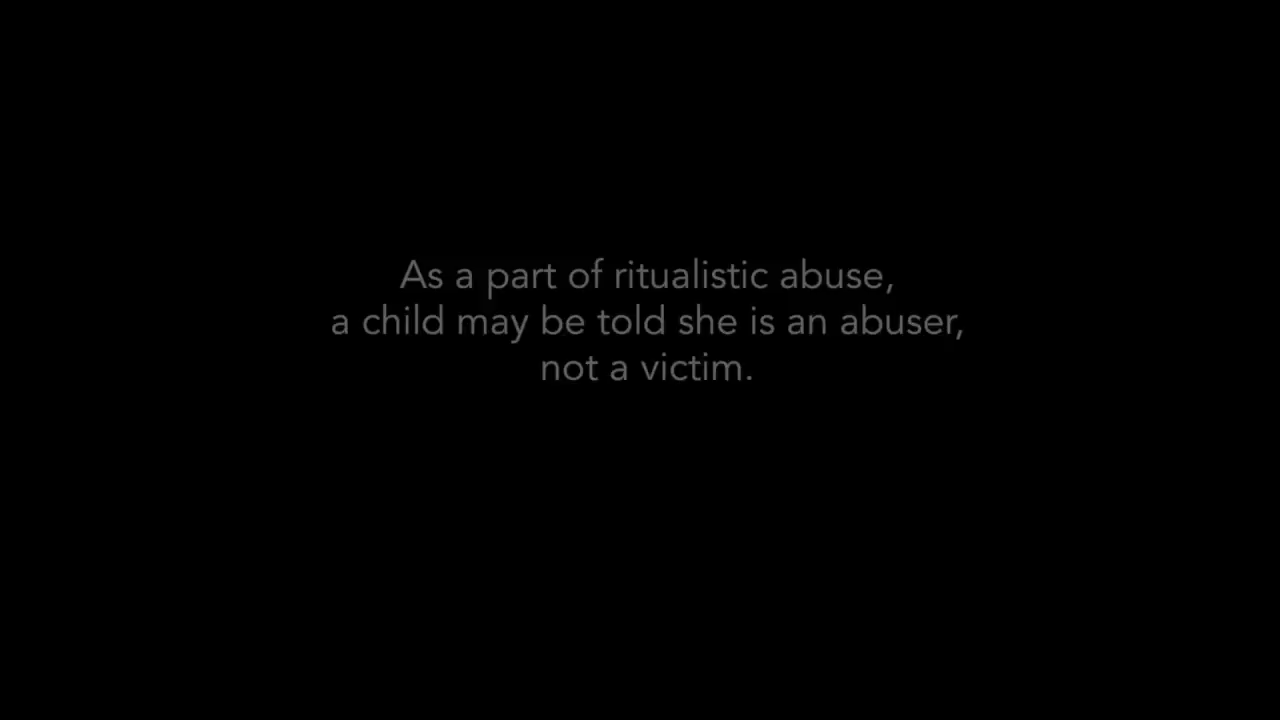 As a part of ritualistic abuse,
a child may be told she is an abuser,
not a victim.